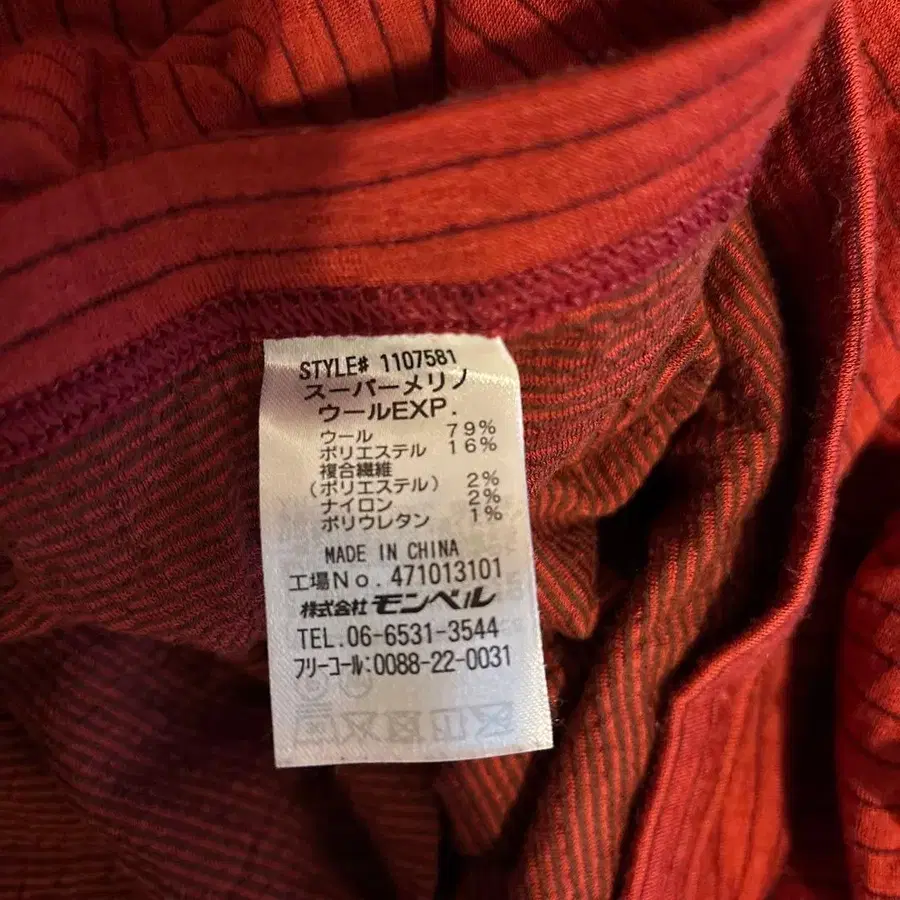 STYLE# 1107581
スーパーメリノ
ウールEXP.
ウール 79%
ポリエステル 16%
複合繊維
(ポリエステル) 2%
ナイロン 2%
ポリウレタン 1%
MADE IN CHINA
工場No.471013101
株式会社モンベル
TEL.06-6531-3544
フリーコール:0088-22-0031